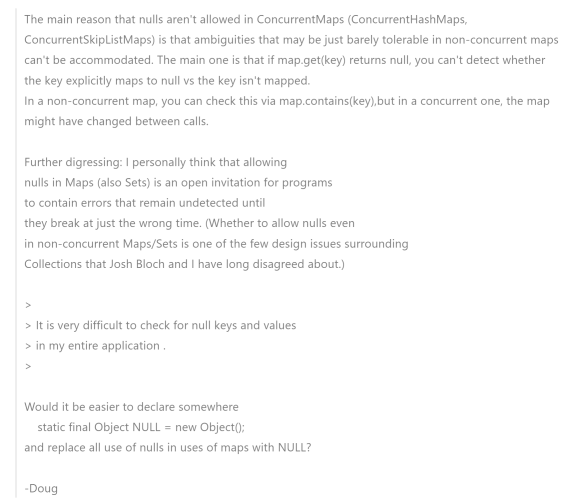 The main reason that nulls aren't allowed in ConcurrentMaps (ConcurrentHashMaps,
ConcurrentSkipListMaps) is that ambiguities that may be just barely tolerable in non-concurrent maps
can't be accommodated. The main one is that if map.get(key) returns null, you can't detect whether
the key explicitly maps to null vs the key isn't mapped.
In a non-concurrent map, you can check this via map.contains(key),but in a concurrent one, the map
might have changed between calls.
Further digressing: I personally think that allowing
nulls in Maps (also Sets) is an open invitation for programs
to contain errors that remain undetected until
they break at just the wrong time. (Whether to allow nulls even
in non-concurrent Maps/Sets is one of the few design issues surrounding
Collections that Josh Bloch and I have long disagreed about.)
>
> It is very difficult to check for null keys and values
> in my entire application .
>
Would it be easier to declare somewhere
static final Object NULL = new Object();
and replace all use of nulls in uses of maps with NULL?
-Doug